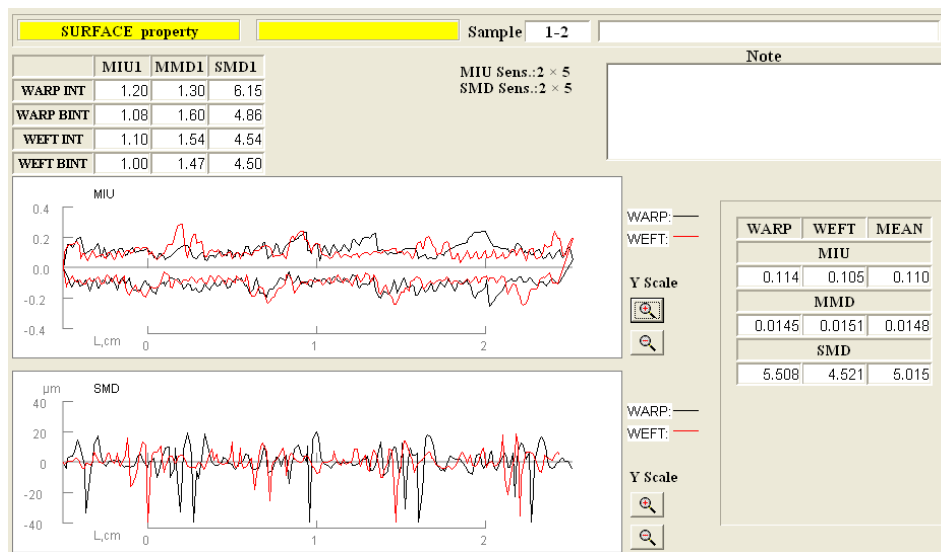 SURFACE property Sample 1-2
Note
MIU1 MMD1 SMD1
MIU Sens.:2 × 5
SMD Sens.:2 × 5
WARP INT 1.20 1.30 6.15
WARP BINT 1.08 1.60 4.86
WEFT INT 1.10 1.54 4.54
WEFT BINT 1.00 1.47 4.50
MIU
0.4
0.2
0.0
-0.2
-0.4
L,cm 0 1 2
WARP:
WEFT:
Y Scale
WARP WEFT MEAN
MIU
0.114 0.105 0.110
MMD
0.0145 0.0151 0.0148
SMD
5.508 4.521 5.015
μm SMD
40
20
0
-20
-40
L,cm 0 1 2
WARP:
WEFT:
Y Scale